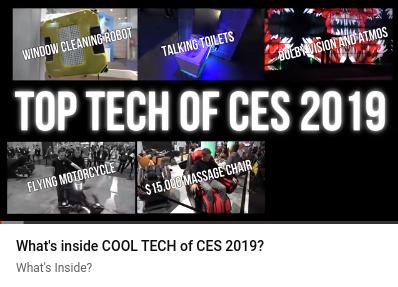 WINDOW CLEANING ROBOT
TALKING TOILETS
DOLBY VISION AND ATMOS
TOP TECH OF CES 2019
FLYING MOTORCYCLE
$15,000 MASSAGE CHAIR
What's inside COOL TECH of CES 2019?
What's Inside?